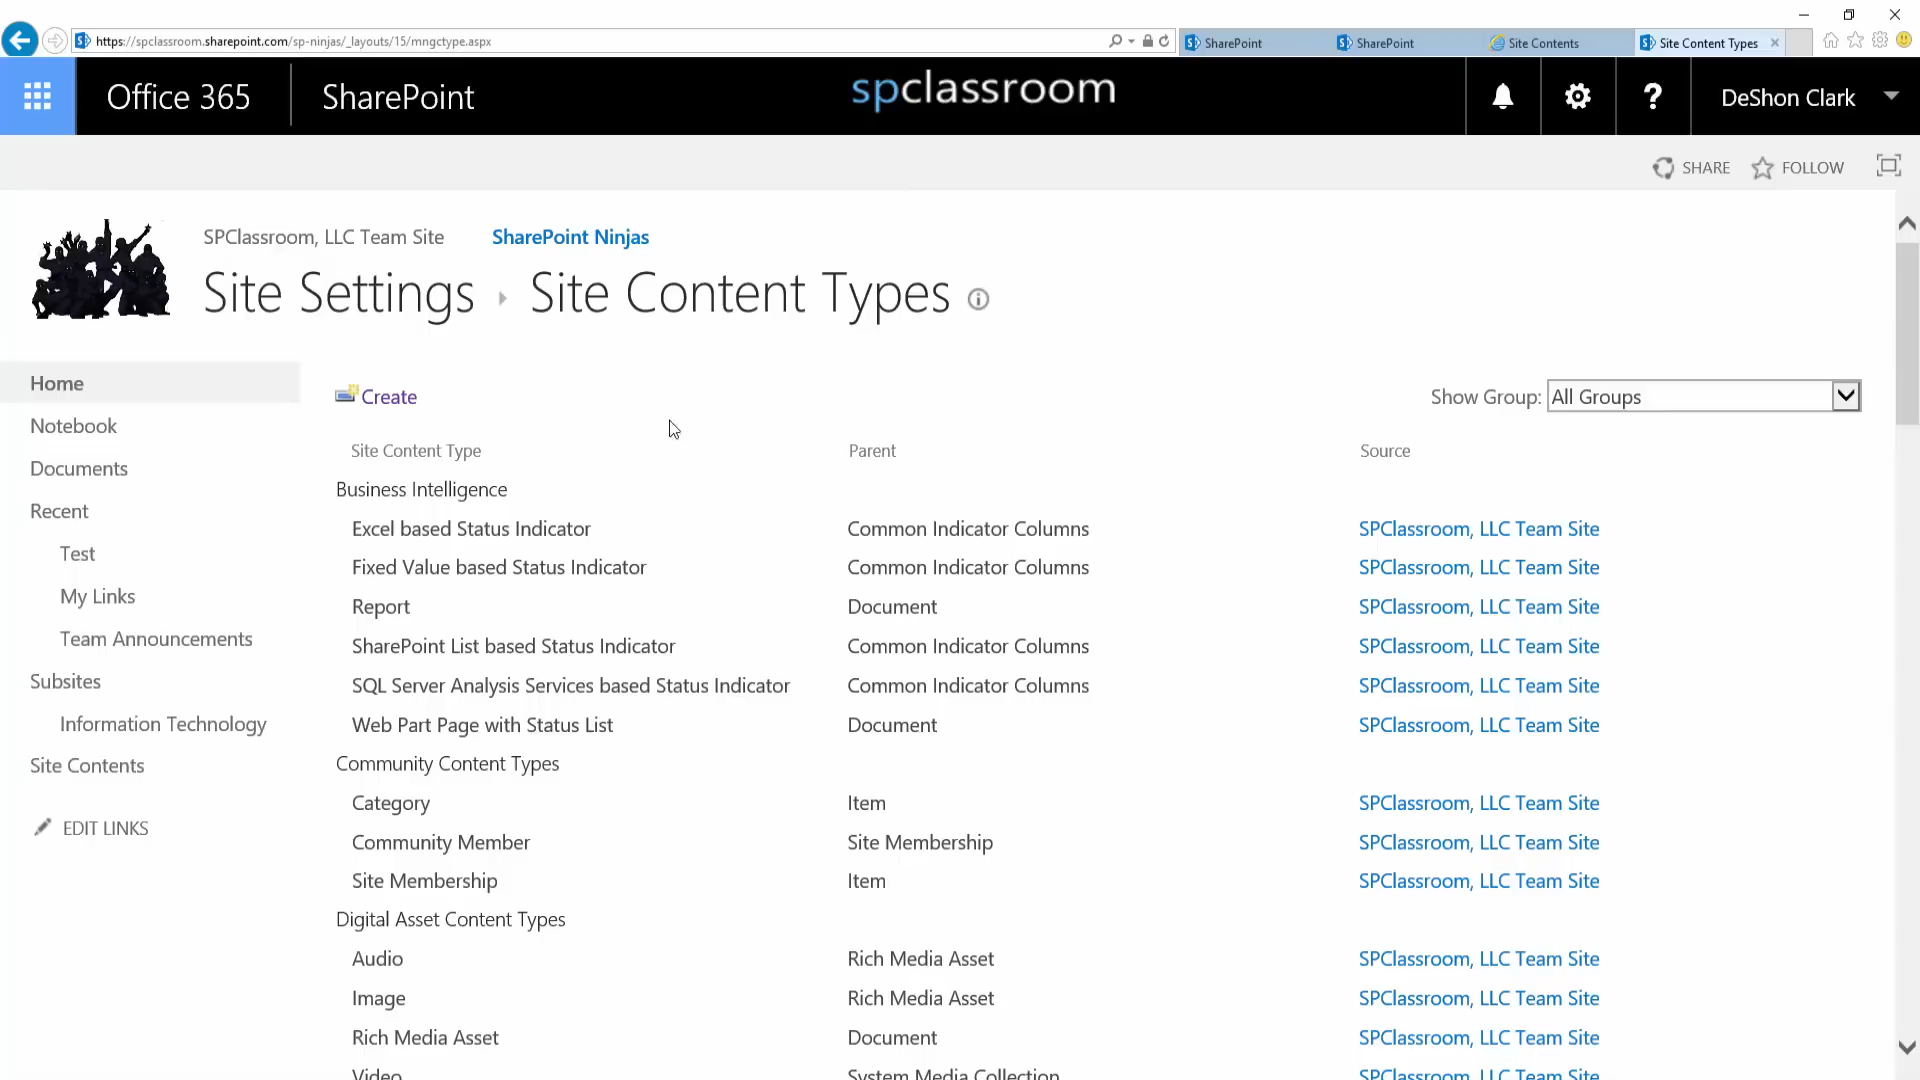 https://spclassroom.sharepoint.com/sp-ninjas/_layouts/15/mngctype.aspx
SharePoint
SharePoint
Site Contents
Site Content Types
Office 365
SharePoint
spclassroom
?
DeShon Clark
SHARE
FOLLOW
SPClassroom, LLC Team Site
SharePoint Ninjas
Site Settings
Site Content Types
Home
Notebook
Documents
Recent
Test
My Links
Team Announcements
Subsites
Information Technology
Site Contents
EDIT LINKS
Create
Show Group: All Groups
Site Content Type Parent Source
Business Intelligence
Excel based Status Indicator Common Indicator Columns SPClassroom, LLC Team Site
Fixed Value based Status Indicator Common Indicator Columns SPClassroom, LLC Team Site
Report Document SPClassroom, LLC Team Site
SharePoint List based Status Indicator Common Indicator Columns SPClassroom, LLC Team Site
SQL Server Analysis Services based Status Indicator Common Indicator Columns SPClassroom, LLC Team Site
Web Part Page with Status List Document SPClassroom, LLC Team Site
Community Content Types
Category Item SPClassroom, LLC Team Site
Community Member Site Membership SPClassroom, LLC Team Site
Site Membership Item SPClassroom, LLC Team Site
Digital Asset Content Types
Audio Rich Media Asset SPClassroom, LLC Team Site
Image Rich Media Asset SPClassroom, LLC Team Site
Rich Media Asset Document SPClassroom, LLC Team Site
Video System Media Collection SPClassroom, LLC Team Site